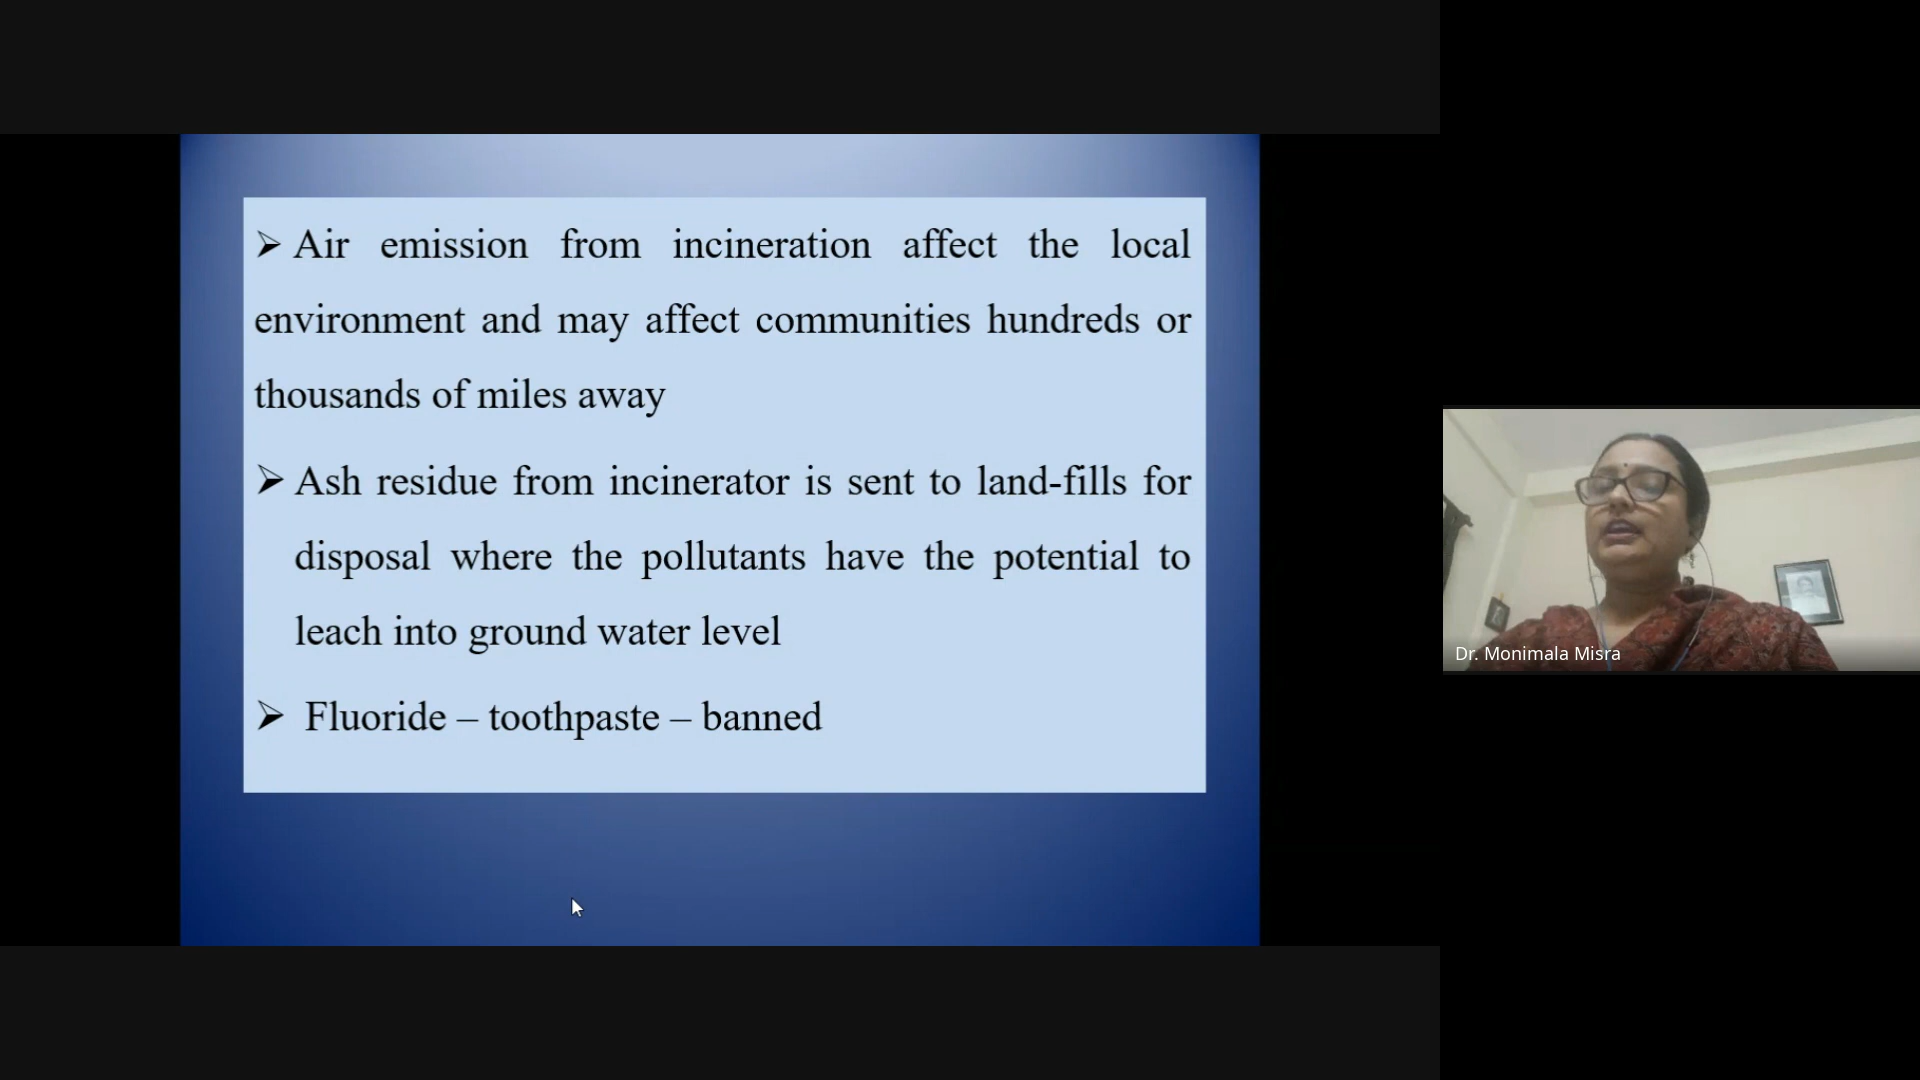 ➢ Air emission from incineration affect the local
environment and may affect communities hundreds or
thousands of miles away
➢ Ash residue from incinerator is sent to land-fills for
disposal where the pollutants have the potential to
leach into ground water level
➢ Fluoride – toothpaste – banned
Dr. Monimala Misra